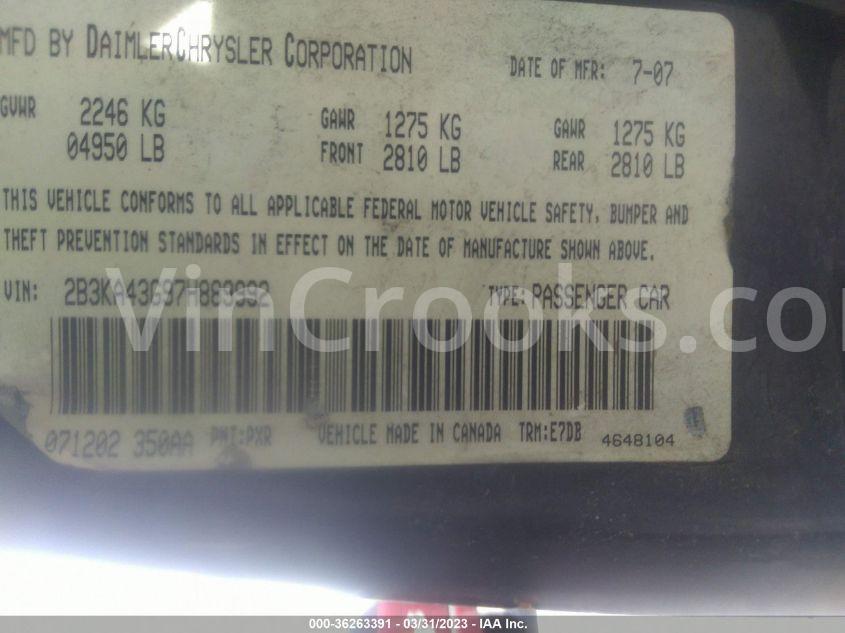 MFD BY DAIMLERCHRYSLER CORPORATION
DATE OF MFR: 7-07
GVWR 2246 KG
04950 LB
GAWR FRONT 1275 KG
2810 LB
GAWR REAR 1275 KG
2810 LB
THIS VEHICLE CONFORMS TO ALL APPLICABLE FEDERAL MOTOR VEHICLE SAFETY, BUMPER AND
THEFT PREVENTION STANDARDS IN EFFECT ON THE DATE OF MANUFACTURE SHOWN ABOVE.
VIN: TYPE: PASSENGER CAR
VinCrooks.com
071202 350AA PNT:PXR VEHICLE MADE IN CANADA TRM:E7DB 4648104
000-36263391 - 03/31/2023 - IAA Inc.